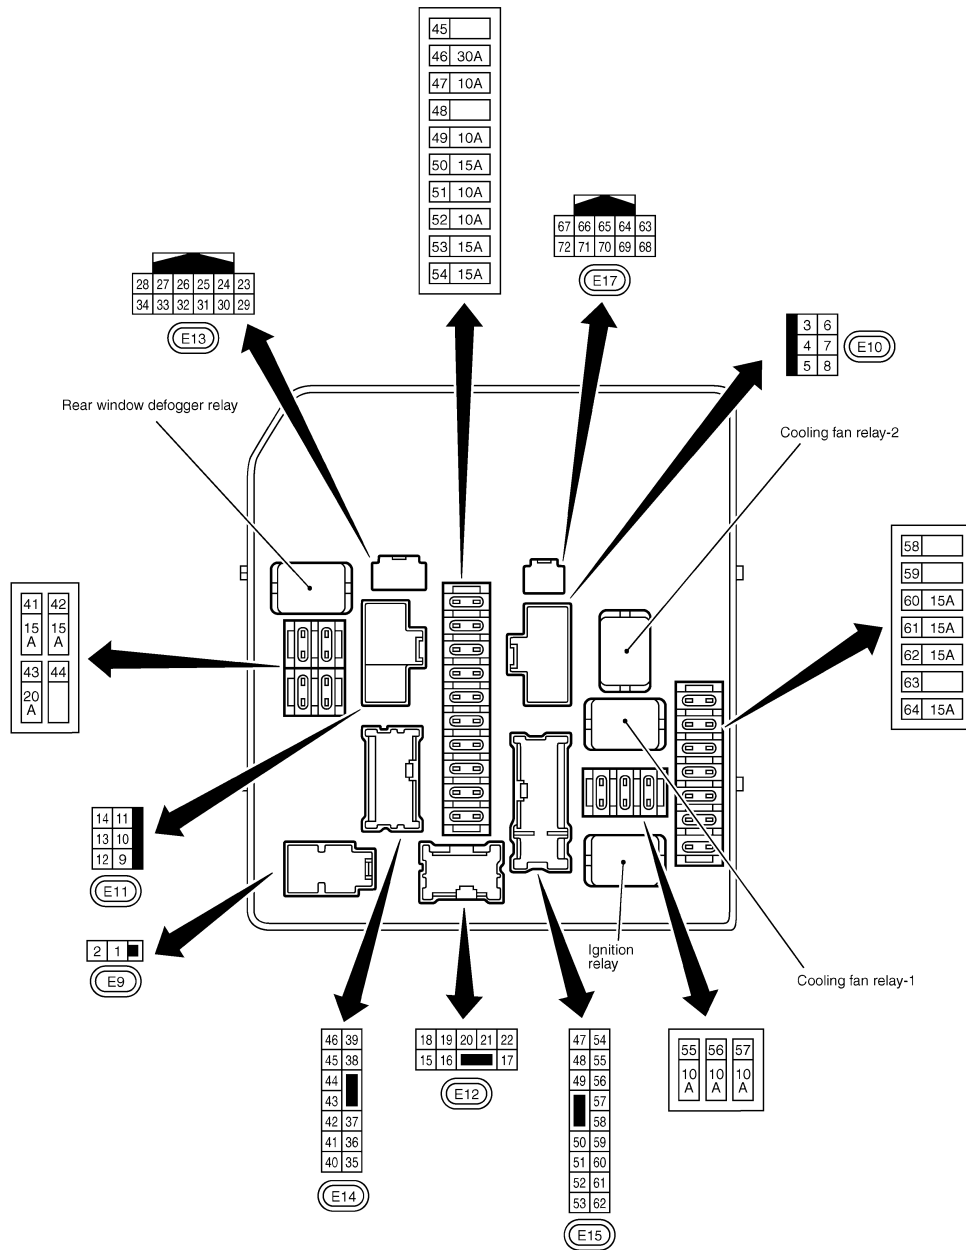 45
46 30A
47 10A
48
49 10A
50 15A
51 10A
52 10A
53 15A
54 15A
67 66 65 64 63
72 71 70 69 68
E17
28 27 26 25 24 23
34 33 32 31 30 29
E13
3 6
4 7
5 8
E10
Rear window defogger relay
Cooling fan relay-2
58
59
60 15A
61 15A
62 15A
63
64 15A
41 42
15 15
A A
43 44
20
A
14 11
13 10
12 9
E11
2 1
E9
Ignition
relay
Cooling fan relay-1
46 39
45 38
44
43
42 37
41 36
40 35
E14
18 19 20 21 22
15 16 17
E12
47 54
48 55
49 56
57
58
50 59
51 60
52 61
53 62
E15
55 56 57
10 10 10
A A A